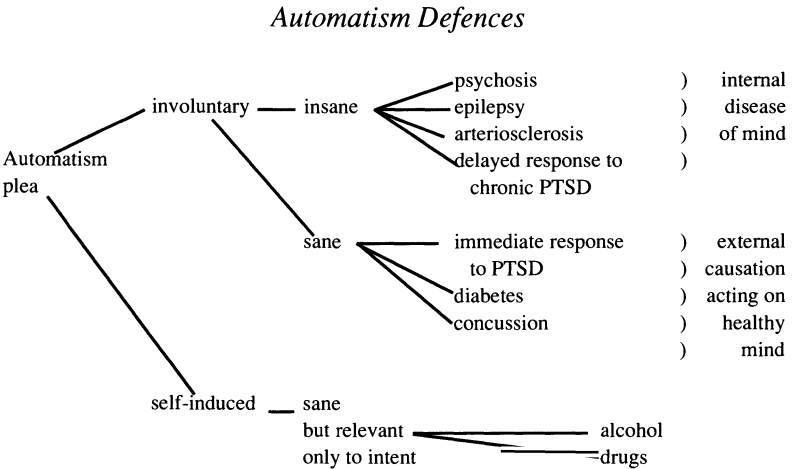 Automatism Defences
psychosis ) internal
involuntary insane epilepsy ) disease
arteriosclerosis ) of mind
Automatism delayed response to )
plea chronic PTSD
sane immediate response ) external
to PTSD ) causation
diabetes ) acting on
concussion ) healthy
) mind
self-induced sane
but relevant alcohol
only to intent drugs